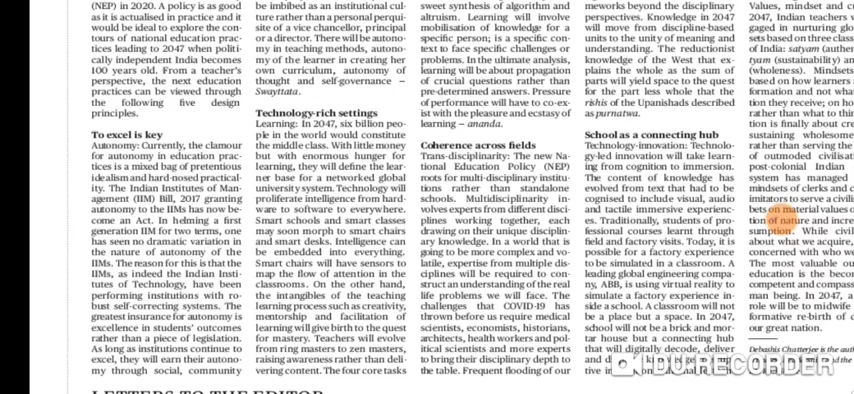 (NEP) in 2020. A policy is as good
as it is actualised in practice and it
would be ideal to explore the con-
tours of national education prac-
tices leading to 2047 when politi-
cally independent India becomes
100 years old. From a teacher's
perspective, the next education
practices can be viewed through
the following five design
principles.
To excel is key
Autonomy: Currently, the clamour
for autonomy in education prac-
tices is a mixed bag of pretentious
idealism and hard-nosed practical-
ity. The Indian Institutes of Man-
agement (IIM) Bill, 2017 granting
autonomy to the IIMs has now be-
come an Act. In helming a first
generation IIM for two terms, one
has seen no dramatic variation in
the nature of autonomy of the
IIMs. The reason for this is that the
IIMs, as indeed the Indian Insti-
tutes of Technology, have been
performing institutions with ro-
bust self-correcting systems. The
greatest insurance for autonomy is
excellence in students' outcomes
rather than a piece of legislation.
As long as institutions continue to
excel, they will earn their autono-
my through social, community
be imbibed as an institutional cul-
ture rather than a personal perqui-
site of a vice chancellor, principal
or a director. There will be autono-
my in teaching methods, autono-
my of the learner in creating her
own curriculum, autonomy of
thought and self-governance –
Swayttata.
Technology-rich settings
Learning: In 2047, six billion peo-
ple in the world would constitute
the middle class. With little money
but with enormous hunger for
learning, they will define the lear-
ner base for a networked global
university system. Technology will
proliferate intelligence from hard-
ware to software to everywhere.
Smart schools and smart classes
may soon morph to smart chairs
and smart desks. Intelligence can
be embedded into everything.
Smart chairs will have sensors to
map the flow of attention in the
classrooms. On the other hand,
the intangibles of the teaching
learning process such as creativity,
mentorship and facilitation of
learning will give birth to the quest
for mastery. Teachers will evolve
from ring masters to zen masters,
raising awareness rather than deli-
vering content. The four core tasks
sweet synthesis of algorithm and
altruism. Learning will involve
mobilisation of knowledge for a
specific person; in a specific con-
text to face specific challenges or
problems. In the ultimate analysis,
learning will be about propagation
of crucial questions rather than
pre-determined answers. Pressure
of performance will have to co-ex-
ist with the pleasure and ecstasy of
learning – ananda.
Coherence across fields
Trans-disciplinarity: The new Na-
tional Education Policy (NEP)
roots for multi-disciplinary institu-
tions rather than standalone
schools. Multidisciplinarity in-
volves experts from different disci-
plines working together, each
drawing on their unique disciplin-
ary knowledge. In a world that is
going to be more complex and vo-
latile, expertise from multiple dis-
ciplines will be required to con-
struct an understanding of the real
life problems we will face. The
challenges that COVID-19 has
thrown before us require medical
scientists, economists, historians,
architects, health workers and pol-
itical scientists and more experts
to bring their disciplinary depth to
the table. Frequent flooding of our
meworks beyond the disciplinary
perspectives. Knowledge in 2047
will move from discipline-based
units to the unity of meaning and
understanding. The reductionist
knowledge of the West that ex-
plains the whole as the sum of
parts will yield space to the quest
for the part less whole that the
rishis of the Upanishads described
as purnatwa.
School as a connecting hub
Technology-innovation: Technolo-
gy-led innovation will take learn-
ing from cognition to immersion.
The content of knowledge has
evolved from text that had to be
cognised to include visual, audio
and tactile immersive experienc-
es. Traditionally, students of pro-
fessional courses learnt through
field and factory visits. Today, it is
possible for a factory experience
to be simulated in a classroom. A
leading global engineering compa-
ny, ABB, is using virtual reality to
simulate a factory experience in-
side a school. A classroom will not
be a place but a space. In 2047,
school will not be a brick and mor-
tar house but a connecting hub
that will digitally decode, deliver
and
tive in
Values, mindset and
2047, Indian teachers
gaged in nurturing
sets based on three
of India: satyam
tyam (sustainability)
(wholeness). Mindsets
based on how learners
formation and not
tion they receive; on
rather than what to
tion is finally about
sustaining wholesome
rather than serving the
of outmoded
post-colonial Indian
system has managed
mindsets of clerks and
imitators to serve a
bets on material values
of nature and
sumption. While
about what we acquire,
concerned with who
The most valuable
education is the
competent and
man being. In 2047,
role will be to midwife
formative re-birth of
our great nation.
Debashis Chatterjee is the
DU RECORDER
LETTERS TO THE EDITOR